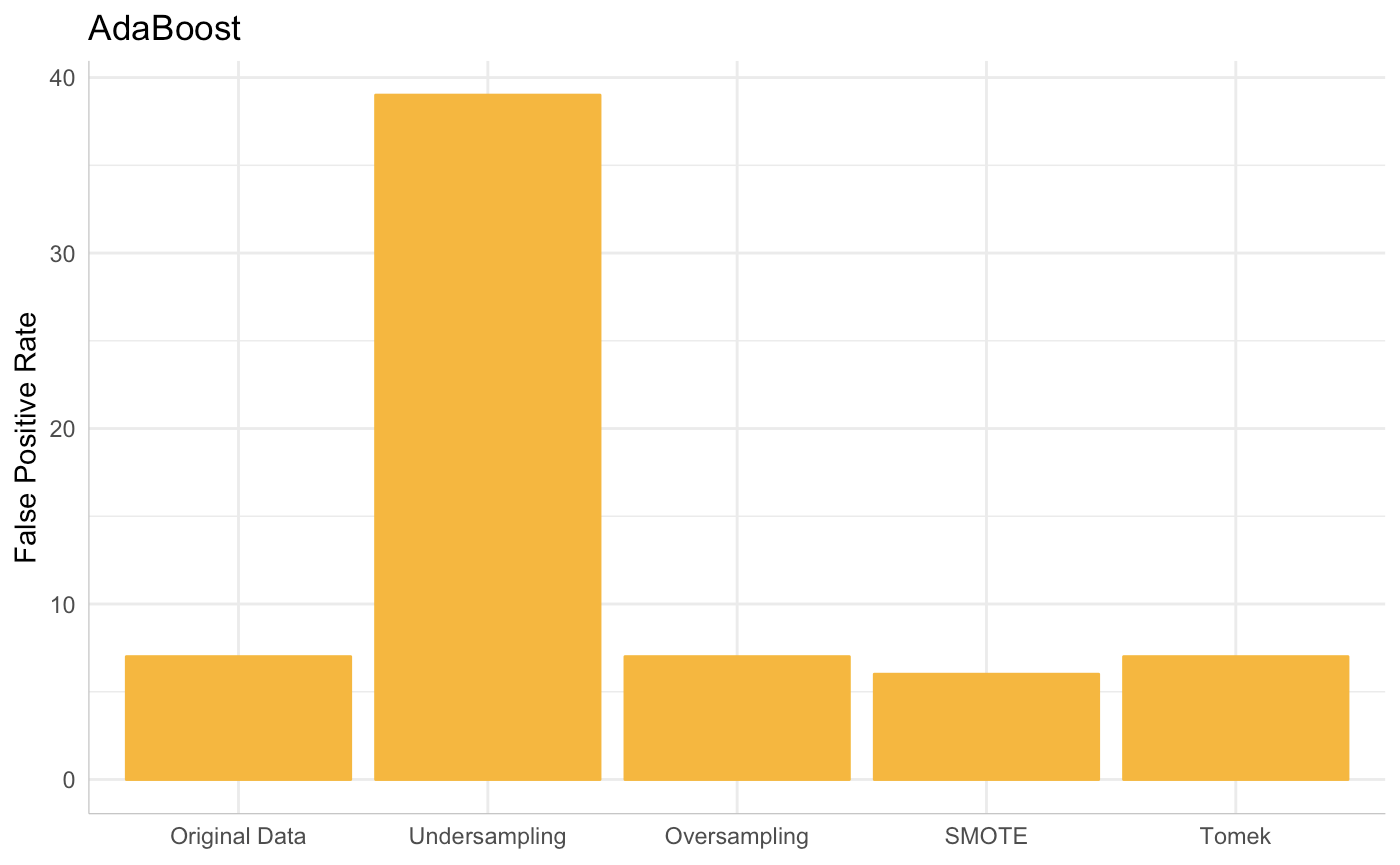 AdaBoost
False Positive Rate
40
30
20
10
0
Original Data
Undersampling
Oversampling
SMOTE
Tomek